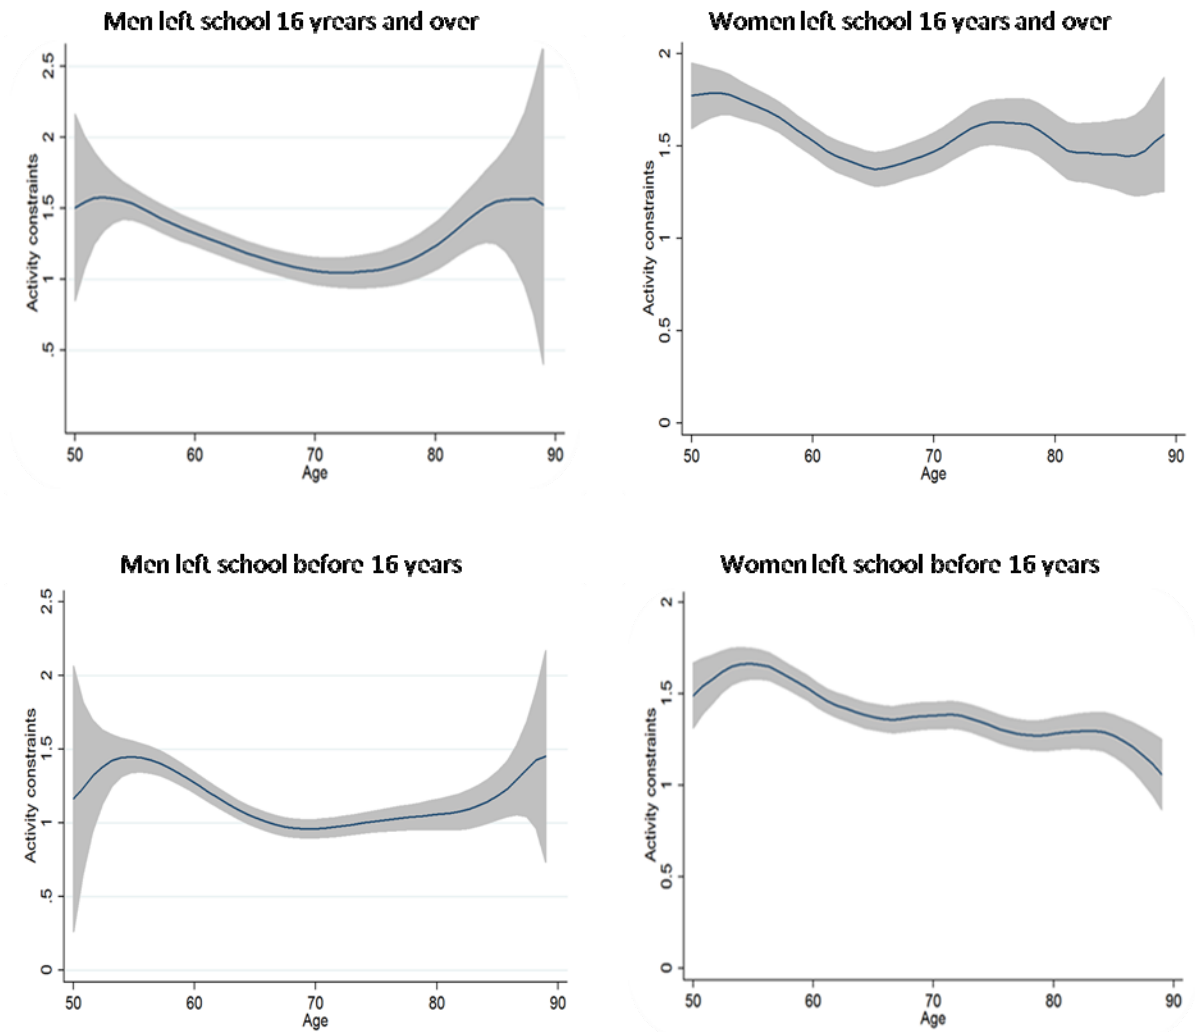 Men left school 16 yrears and over
2.5
2
1.5
1
.5
Activity constraints
50 60 70 80 90
Age
Women left school 16 years and over
2
1.5
1
0.5
0
Activity constraints
50 60 70 80 90
Age
Men left school before 16 years
2.5
2
1.5
1
.5
0
Activity constraints
50 60 70 80 90
Age
Women left school before 16 years
2
1.5
1
0.5
0
Activity constraints
50 60 70 80 90
Age